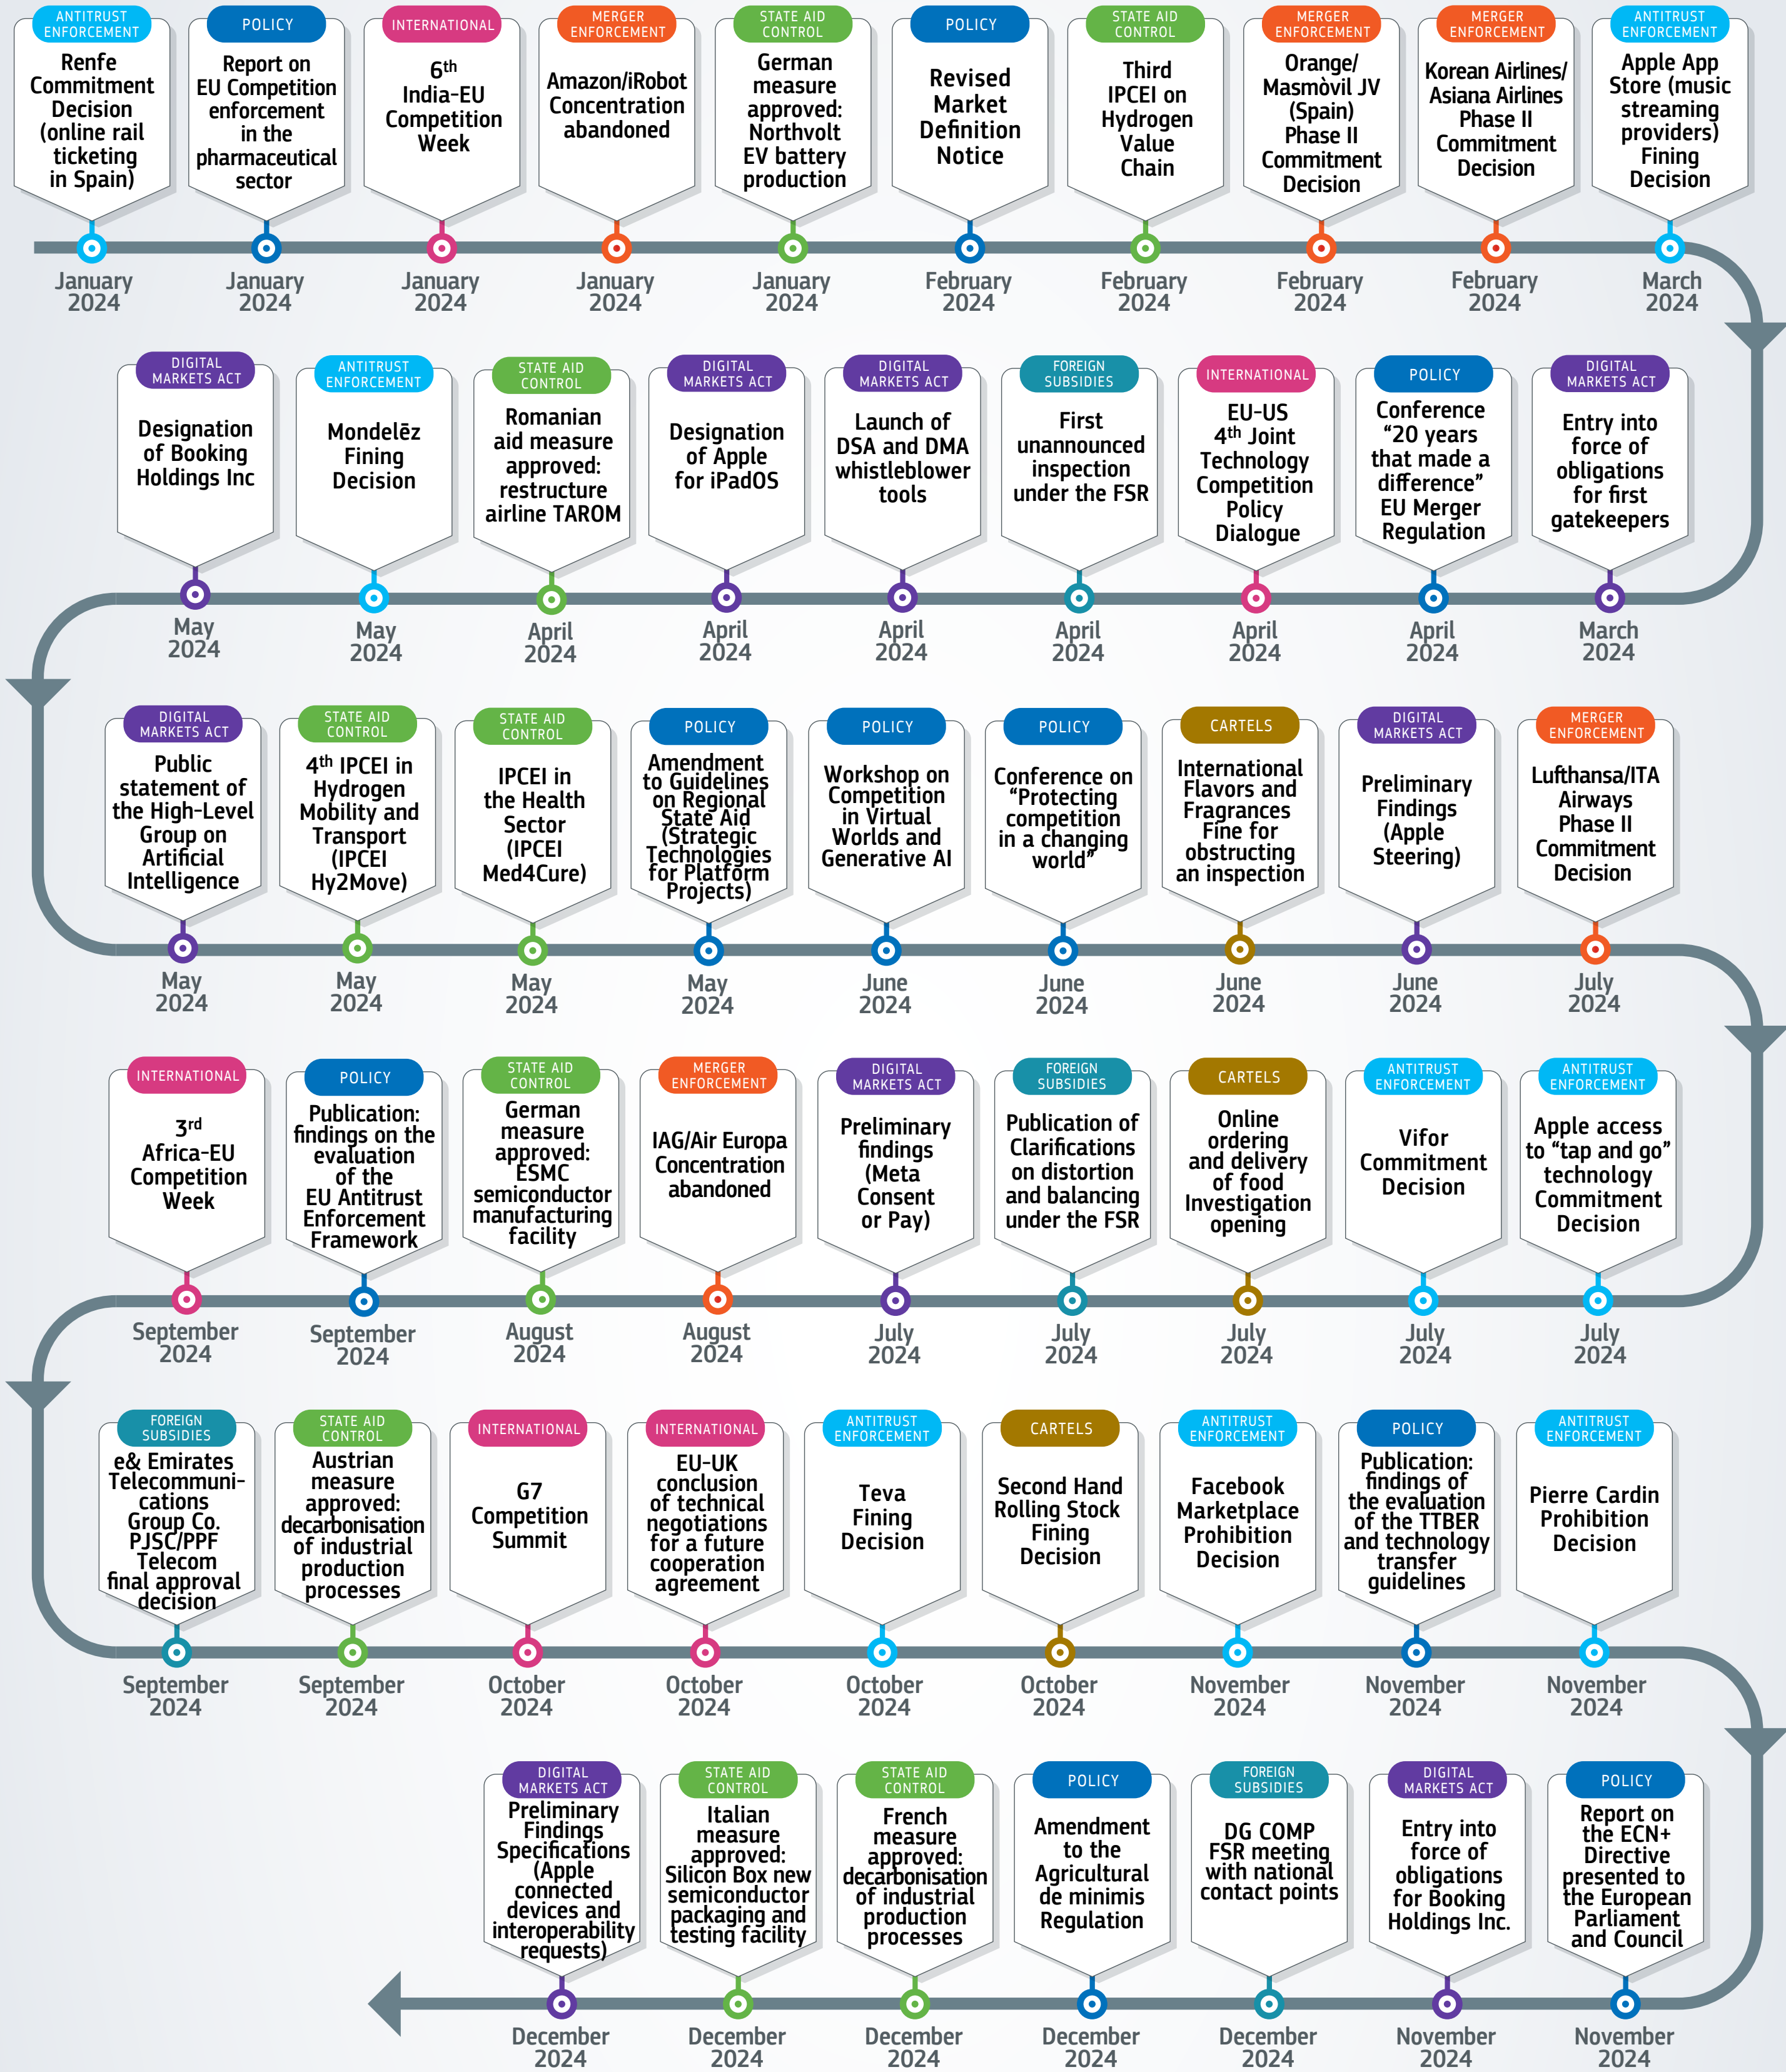 ANTITRUST
ENFORCEMENT
Renfe
Commitment
Decision
(online rail
ticketing
in Spain)
January
2024
POLICY
Report on
EU Competition
enforcement
in the
pharmaceutical
sector
January
2024
INTERNATIONAL
6th
India-EU
Competition
Week
January
2024
MERGER
ENFORCEMENT
Amazon/iRobot
Concentration
abandoned
January
2024
STATE AID
CONTROL
German
measure
approved:
Northvolt
EV battery
production
January
2024
POLICY
Revised
Market
Definition
Notice
February
2024
STATE AID
CONTROL
Third
IPCEI on
Hydrogen
Value
Chain
February
2024
MERGER
ENFORCEMENT
Orange/
Masmòvil JV
(Spain)
Phase II
Commitment
Decision
February
2024
MERGER
ENFORCEMENT
Korean Airlines/
Asiana Airlines
Phase II
Commitment
Decision
February
2024
ANTITRUST
ENFORCEMENT
Apple App
Store (music
streaming
providers)
Fining
Decision
March
2024
DIGITAL
MARKETS ACT
Entry into
force of
obligations
for first
gatekeepers
March
2024
POLICY
Conference
“20 years
that made a
difference”
EU Merger
Regulation
April
2024
INTERNATIONAL
EU-US
4th Joint
Technology
Competition
Policy
Dialogue
April
2024
FOREIGN
SUBSIDIES
First
unannounced
inspection
under the FSR
April
2024
DIGITAL
MARKETS ACT
Launch of
DSA and DMA
whistleblower
tools
April
2024
DIGITAL
MARKETS ACT
Designation
of Apple
for iPadOS
April
2024
STATE AID
CONTROL
Romanian
aid measure
approved:
restructure
airline TAROM
April
2024
ANTITRUST
ENFORCEMENT
Mondelēz
Fining
Decision
May
2024
DIGITAL
MARKETS ACT
Designation
of Booking
Holdings Inc
May
2024
DIGITAL
MARKETS ACT
Public
statement of
the High-Level
Group on
Artificial
Intelligence
May
2024
STATE AID
CONTROL
4th IPCEI in
Hydrogen
Mobility and
Transport
(IPCEI
Hy2Move)
May
2024
STATE AID
CONTROL
IPCEI in
the Health
Sector
(IPCEI
Med4Cure)
May
2024
POLICY
Amendment
to Guidelines
on Regional
State Aid
(Strategic
Technologies
for Platform
Projects)
May
2024
POLICY
Workshop on
Competition
in Virtual
Worlds and
Generative AI
June
2024
POLICY
Conference on
“Protecting
competition
in a changing
world”
June
2024
CARTELS
International
Flavors and
Fragrances
Fine for
obstructing
an inspection
June
2024
DIGITAL
MARKETS ACT
Preliminary
Findings
(Apple
Steering)
June
2024
MERGER
ENFORCEMENT
Lufthansa/ITA
Airways
Phase II
Commitment
Decision
July
2024
ANTITRUST
ENFORCEMENT
Apple access
to “tap and go”
technology
Commitment
Decision
July
2024
ANTITRUST
ENFORCEMENT
Vifor
Commitment
Decision
July
2024
CARTELS
Online
ordering
and delivery
of food
Investigation
opening
July
2024
FOREIGN
SUBSIDIES
Publication of
Clarifications
on distortion
and balancing
under the FSR
July
2024
DIGITAL
MARKETS ACT
Preliminary
findings
(Meta
Consent
or Pay)
July
2024
MERGER
ENFORCEMENT
IAG/Air Europa
Concentration
abandoned
August
2024
STATE AID
CONTROL
German
measure
approved:
ESMC
semiconductor
manufacturing
facility
August
2024
POLICY
Publication:
findings on the
evaluation
of the
EU Antitrust
Enforcement
Framework
September
2024
INTERNATIONAL
3rd
Africa-EU
Competition
Week
September
2024
FOREIGN
SUBSIDIES
e& Emirates
Telecommuni-
cations
Group Co.
PJSC/PPF
Telecom
final approval
decision
September
2024
STATE AID
CONTROL
Austrian
measure
approved:
decarbonisation
of industrial
production
processes
September
2024
INTERNATIONAL
G7
Competition
Summit
October
2024
INTERNATIONAL
EU-UK
conclusion
of technical
negotiations
for a future
cooperation
agreement
October
2024
ANTITRUST
ENFORCEMENT
Teva
Fining
Decision
October
2024
CARTELS
Second Hand
Rolling Stock
Fining
Decision
October
2024
ANTITRUST
ENFORCEMENT
Facebook
Marketplace
Prohibition
Decision
November
2024
POLICY
Publication:
findings of
the evaluation
of the TTBER
and technology
transfer
guidelines
November
2024
ANTITRUST
ENFORCEMENT
Pierre Cardin
Prohibition
Decision
November
2024
POLICY
Report on
the ECN+
Directive
presented to
the European
Parliament
and Council
November
2024
DIGITAL
MARKETS ACT
Entry into
force of
obligations
for Booking
Holdings Inc.
November
2024
FOREIGN
SUBSIDIES
DG COMP
FSR meeting
with national
contact points
December
2024
POLICY
Amendment
to the
Agricultural
de minimis
Regulation
December
2024
STATE AID
CONTROL
French
measure
approved:
decarbonisation
of industrial
production
processes
December
2024
STATE AID
CONTROL
Italian
measure
approved:
Silicon Box new
semiconductor
packaging and
testing facility
December
2024
DIGITAL
MARKETS ACT
Preliminary
Findings
Specifications
(Apple
connected
devices and
interoperability
requests)
December
2024